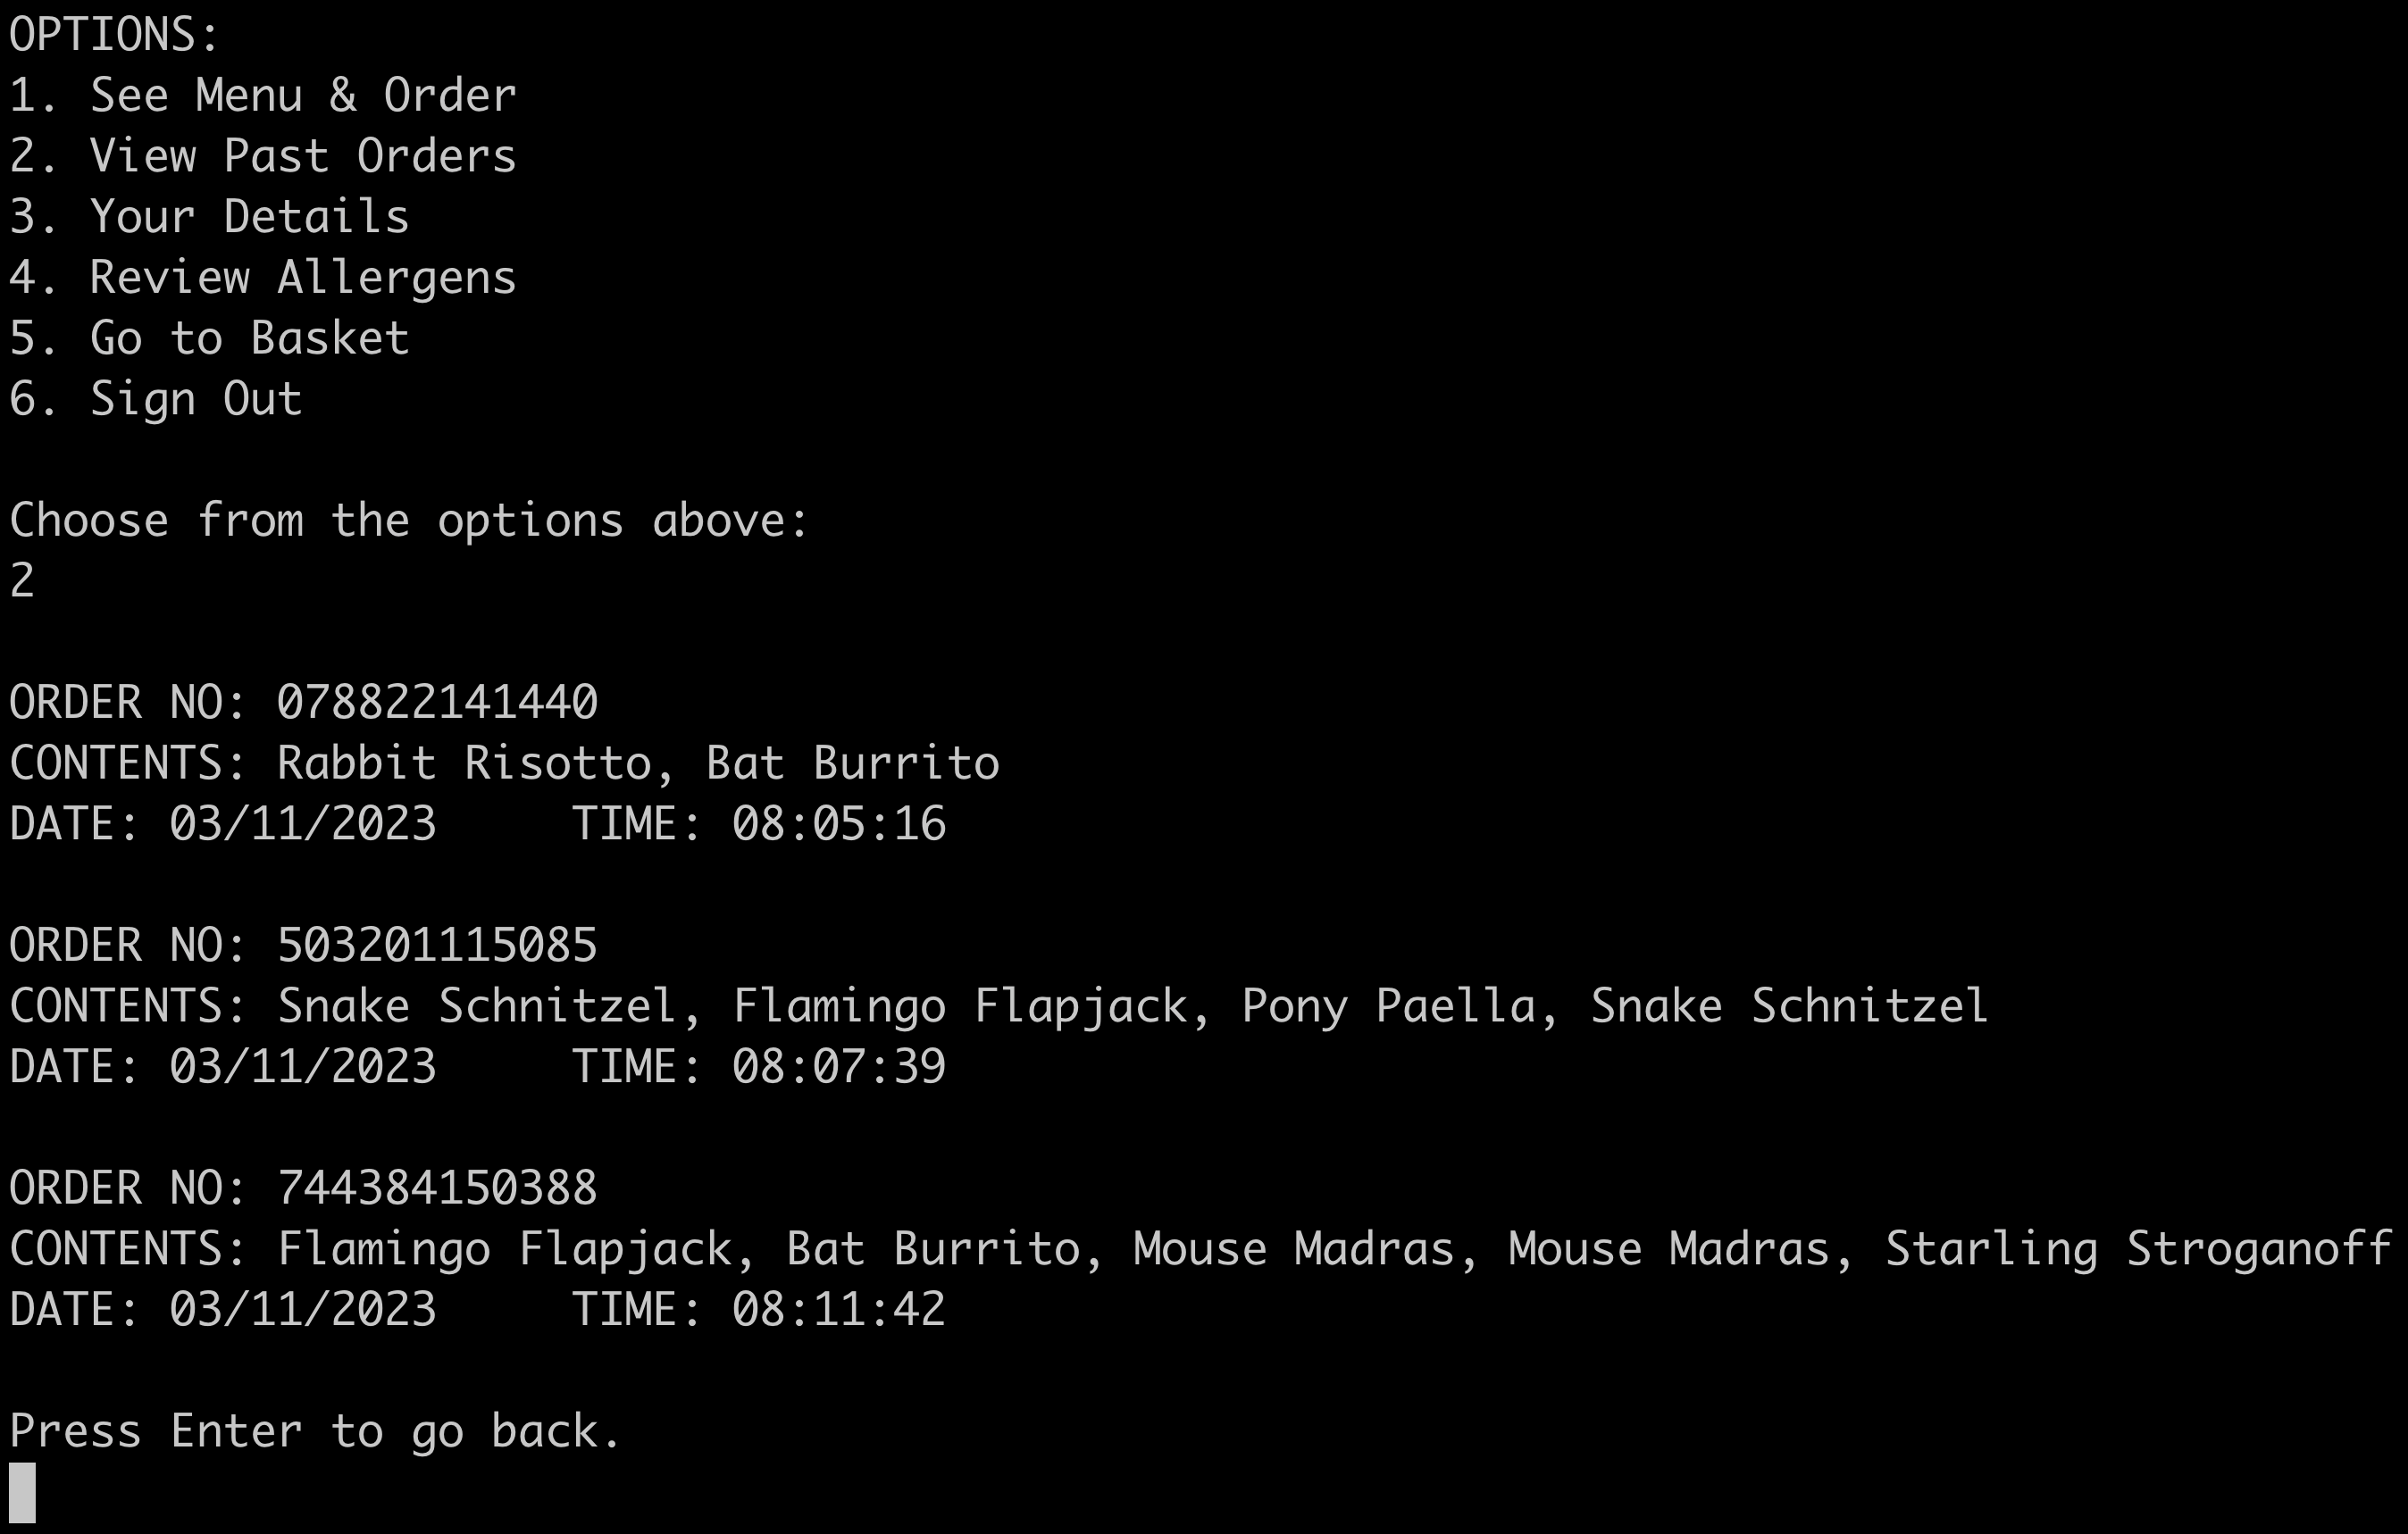 OPTIONS:
1. See Menu & Order
2. View Past Orders
3. Your Details
4. Review Allergens
5. Go to Basket
6. Sign Out
Choose from the options above:
2
ORDER NO: 078822141440
CONTENTS: Rabbit Risotto, Bat Burrito
DATE: 03/11/2023     TIME: 08:05:16
ORDER NO: 503201115085
CONTENTS: Snake Schnitzel, Flamingo Flapjack, Pony Paella, Snake Schnitzel
DATE: 03/11/2023     TIME: 08:07:39
ORDER NO: 744384150388
CONTENTS: Flamingo Flapjack, Bat Burrito, Mouse Madras, Mouse Madras, Starling Stroganoff
DATE: 03/11/2023     TIME: 08:11:42
Press Enter to go back.